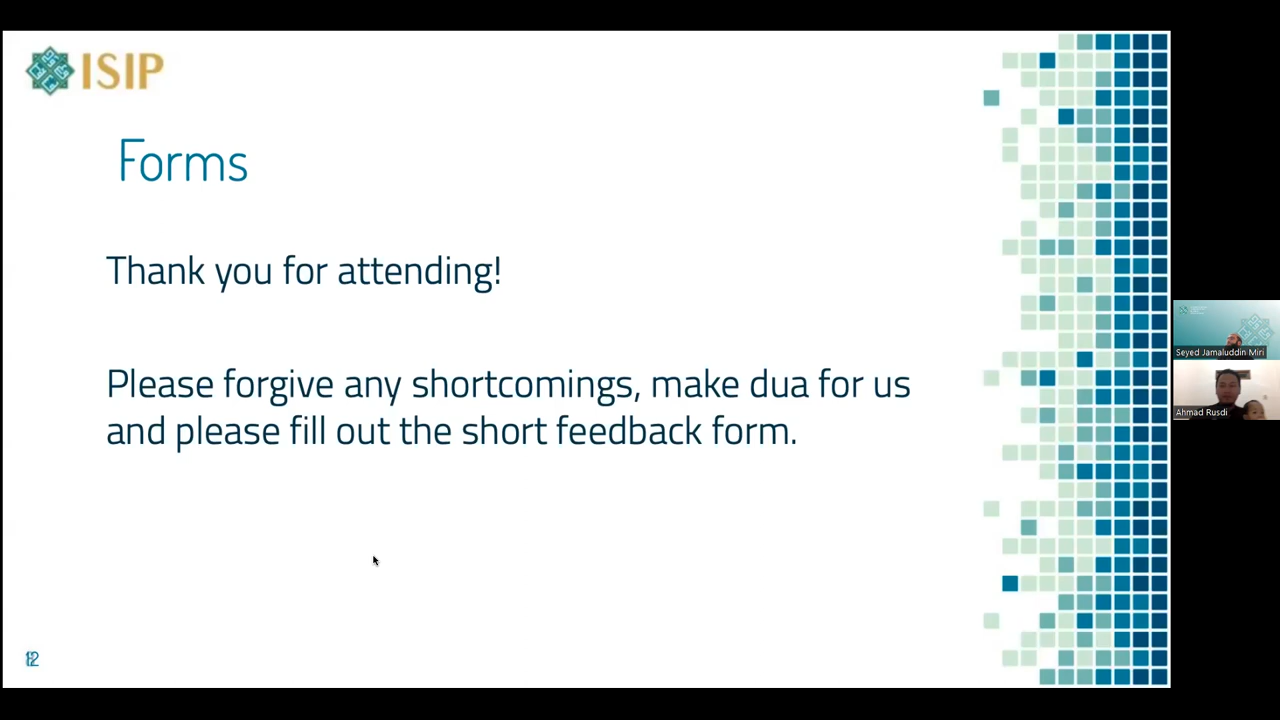 ISIP
Forms
Thank you for attending!
Please forgive any shortcomings, make dua for us
and please fill out the short feedback form.
Seyed Jamaluddin Miri
Ahmad Rusdi